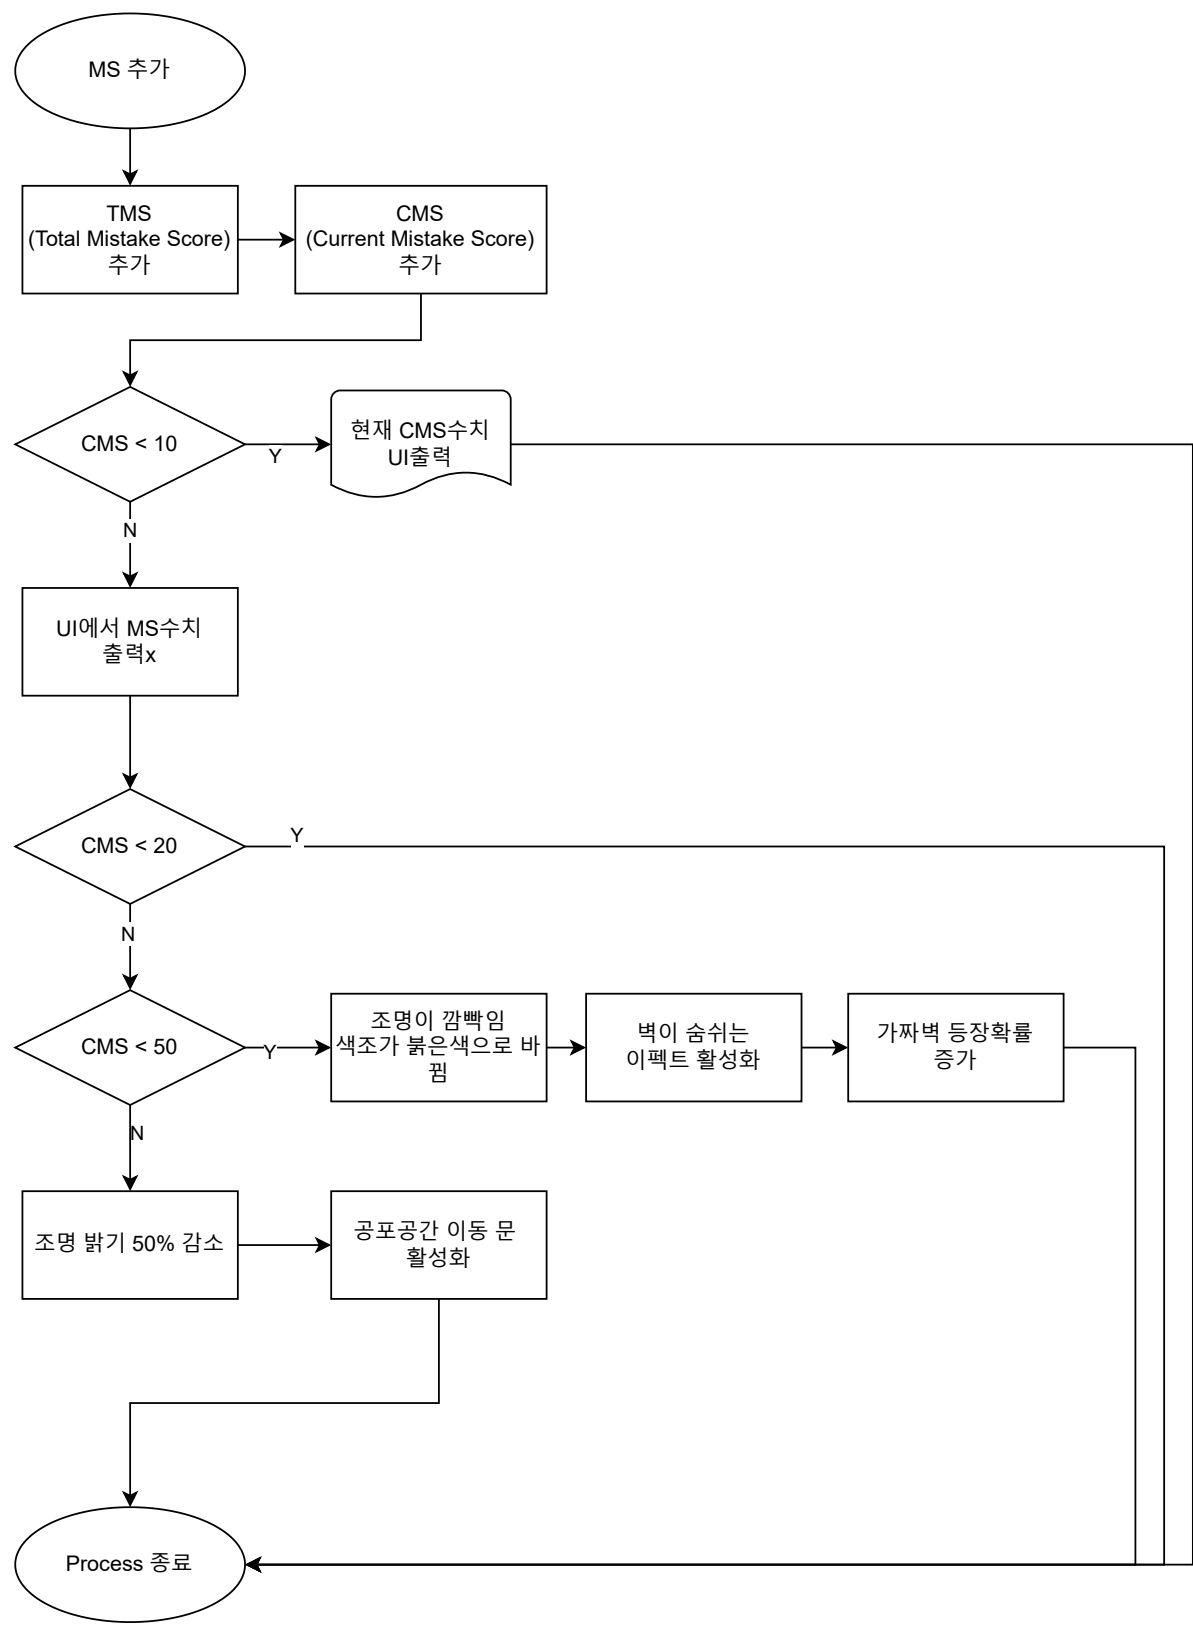 MS 추가
TMS
(Total Mistake Score)
추가
CMS
(Current Mistake Score)
추가
CMS < 10
Y
현재 CMS수치
UI출력
N
UI에서 MS수치
출력x
CMS < 20
Y
N
CMS < 50
Y
조명이 깜빡임
색조가 붉은색으로 바
뀜
벽이 숨쉬는
이펙트 활성화
가짜벽 등장확률
증가
N
조명 밝기 50% 감소
공포공간 이동 문
활성화
Process 종료